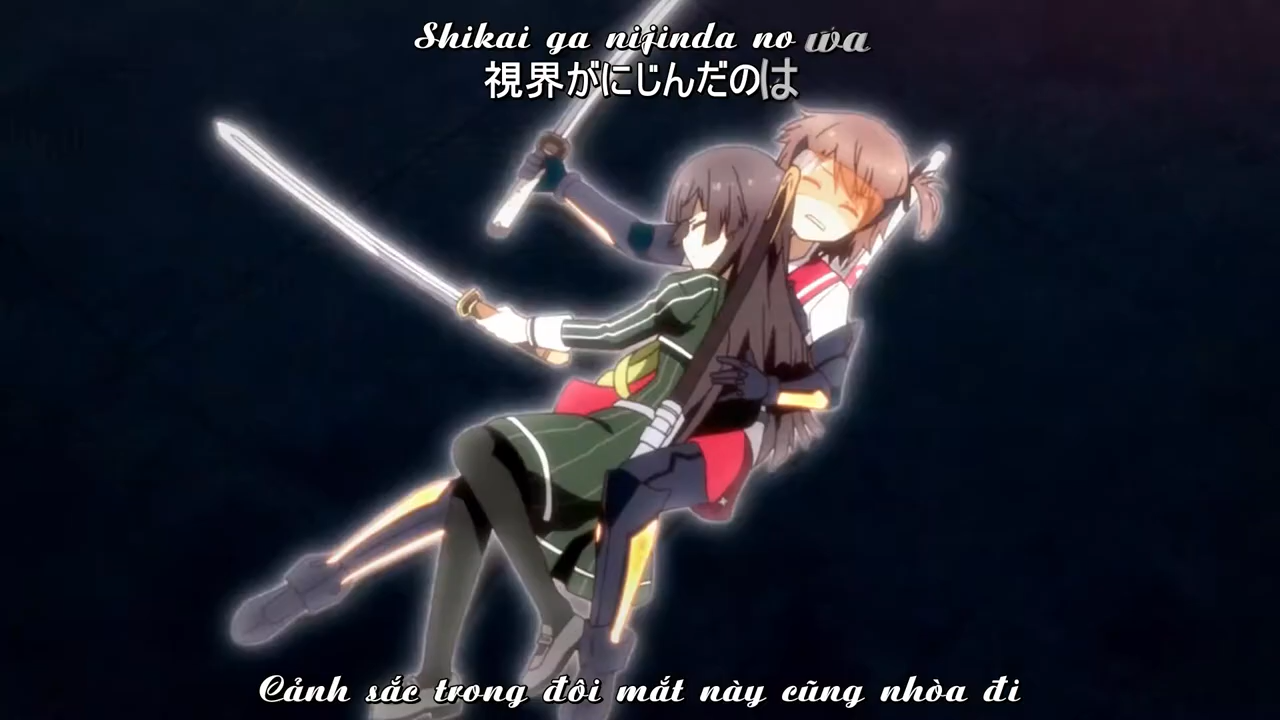 Shikai ga nijinda no wa
視界がにじんだのは
Cảnh sắc trong đôi mắt này cũng nhòa đi